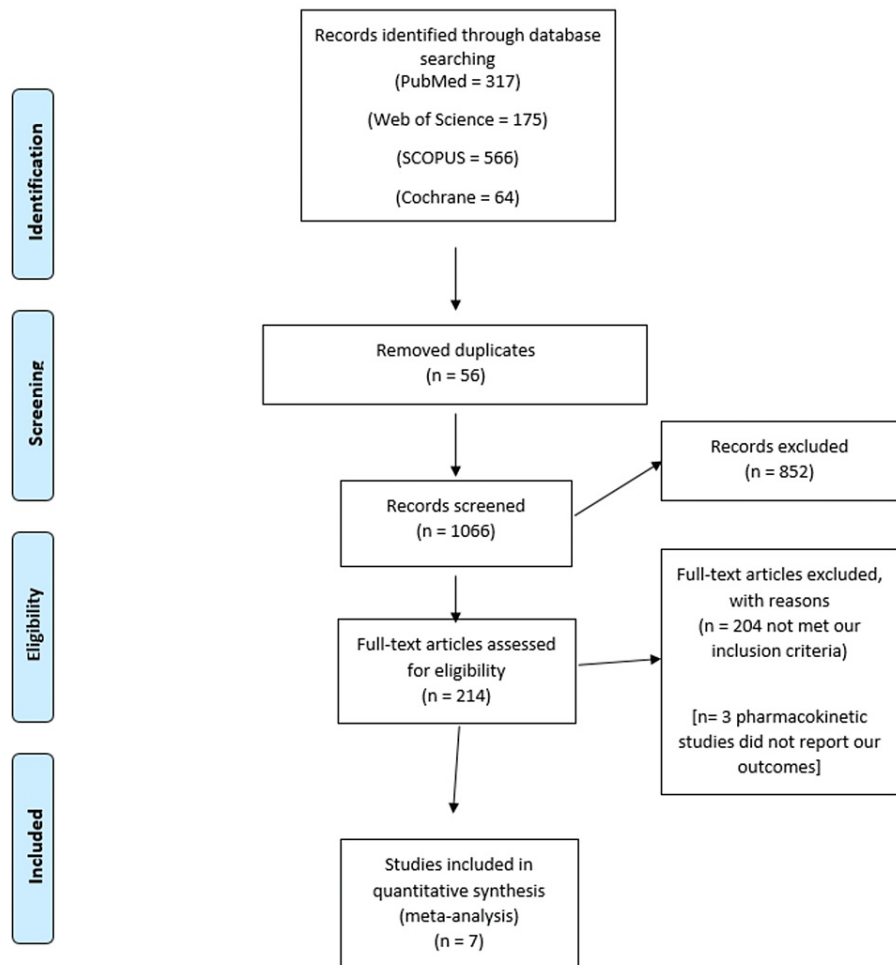 Identification
Records identified through database
searching
(PubMed = 317)
(Web of Science = 175)
(SCOPUS = 566)
(Cochrane = 64)
Screening
Removed duplicates
(n = 56)
Records screened
(n = 1066)
Records excluded
(n = 852)
Eligibility
Full-text articles assessed
for eligibility
(n = 214)
Full-text articles excluded,
with reasons
(n = 204 not met our
inclusion criteria)
[n= 3 pharmacokinetic
studies did not report our
outcomes]
Included
Studies included in
quantitative synthesis
(meta-analysis)
(n = 7)